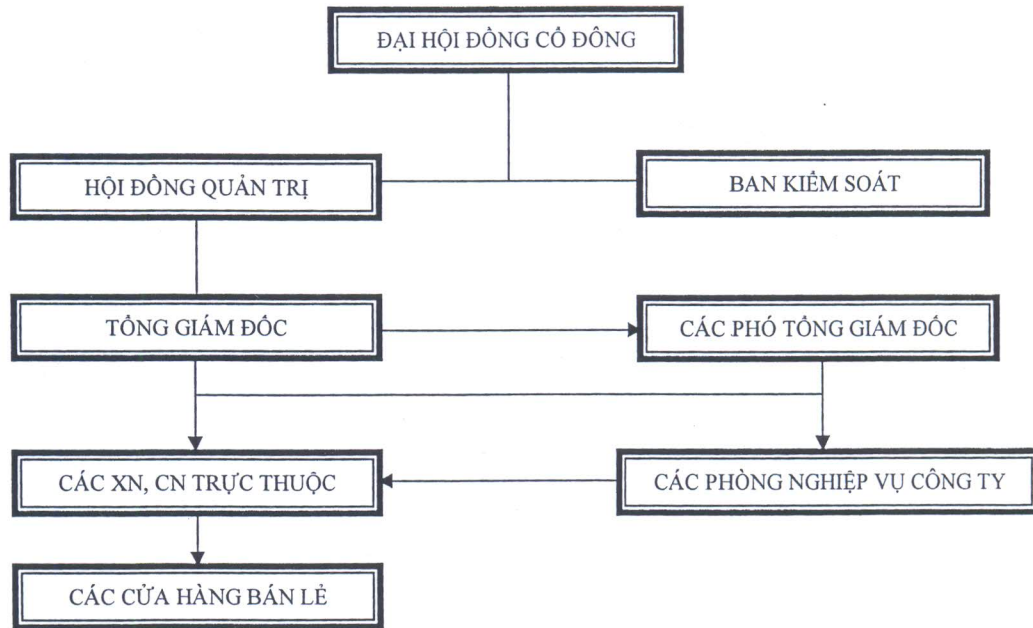 ĐẠI HỘI ĐỒNG CỔ ĐÔNG
HỘI ĐỒNG QUẢN TRỊ
BAN KIỂM SOÁT
TỔNG GIÁM ĐỐC
CÁC PHÓ TỔNG GIÁM ĐỐC
CÁC XN, CN TRỰC THUỘC
CÁC PHÒNG NGHIỆP VỤ CÔNG TY
CÁC CỬA HÀNG BÁN LẺ